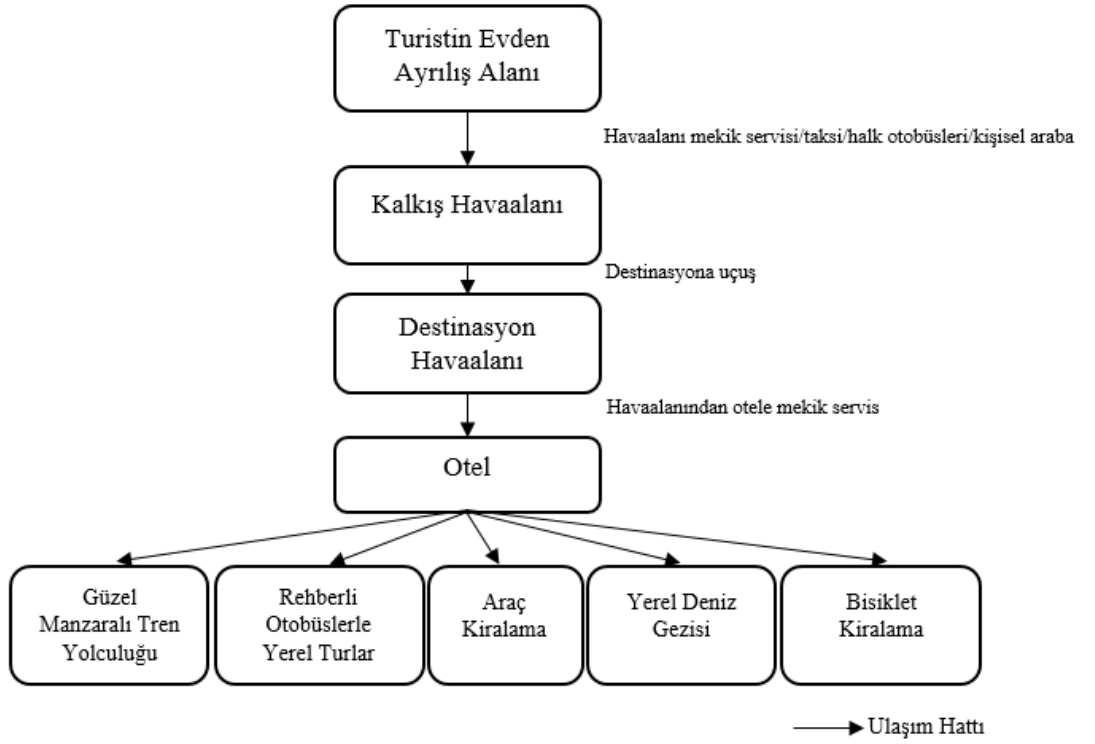 Turistin Evden
Ayrılış Alanı
Havaalanı mekik servisi/taksi/halk otobüsleri/kişisel araba
Kalkış Havaalanı
Destinasyona uçuş
Destinasyon
Havaalanı
Havaalanından otele mekik servis
Otel
Güzel
Manzaralı Tren
Yolculuğu
Rehberli
Otobüslerle
Yerel Turlar
Araç
Kiralama
Yerel Deniz
Gezisi
Bisiklet
Kiralama
Ulaşım Hattı